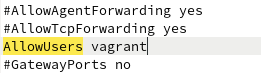 #AllowAgentForwarding yes
#AllowTcpForwarding yes
AllowUsers vagrant
#GatewayPorts no